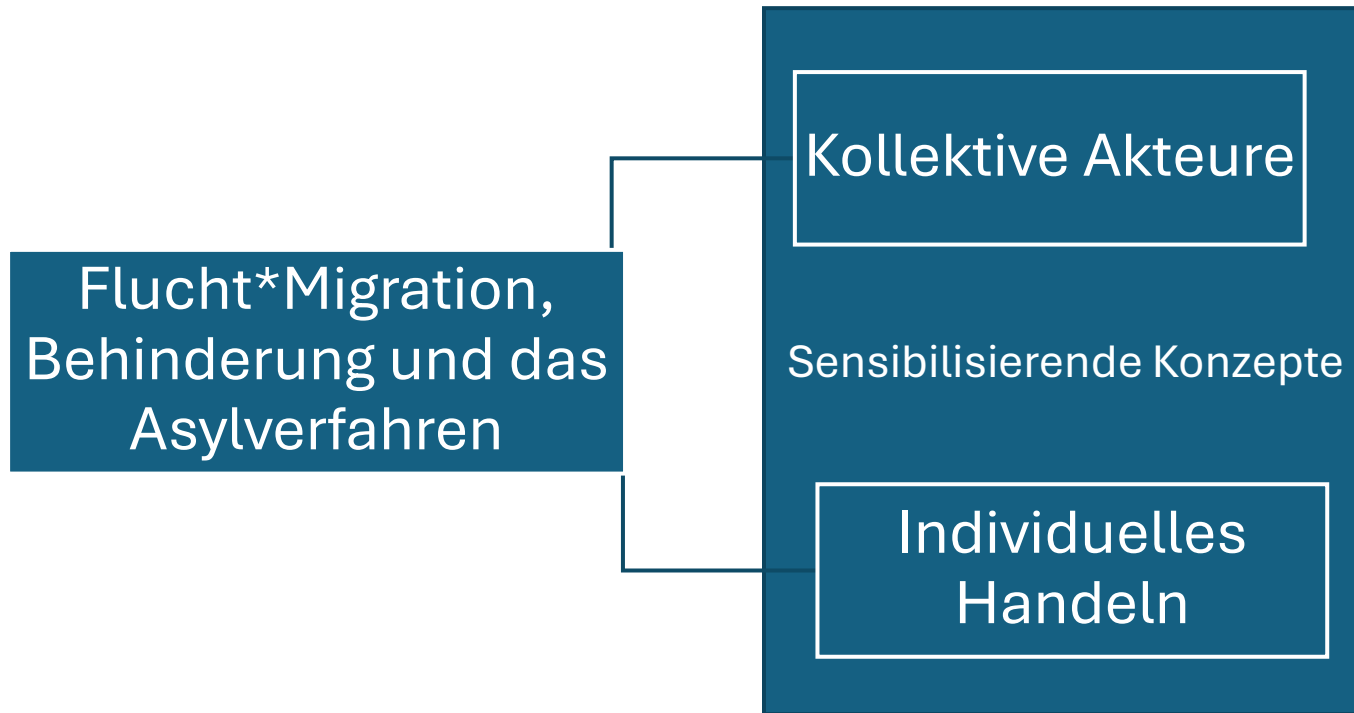 Kollektive Akteure
Flucht*Migration,
Behinderung und das
Asylverfahren
Sensibilisierende Konzepte
Individuelles
Handeln